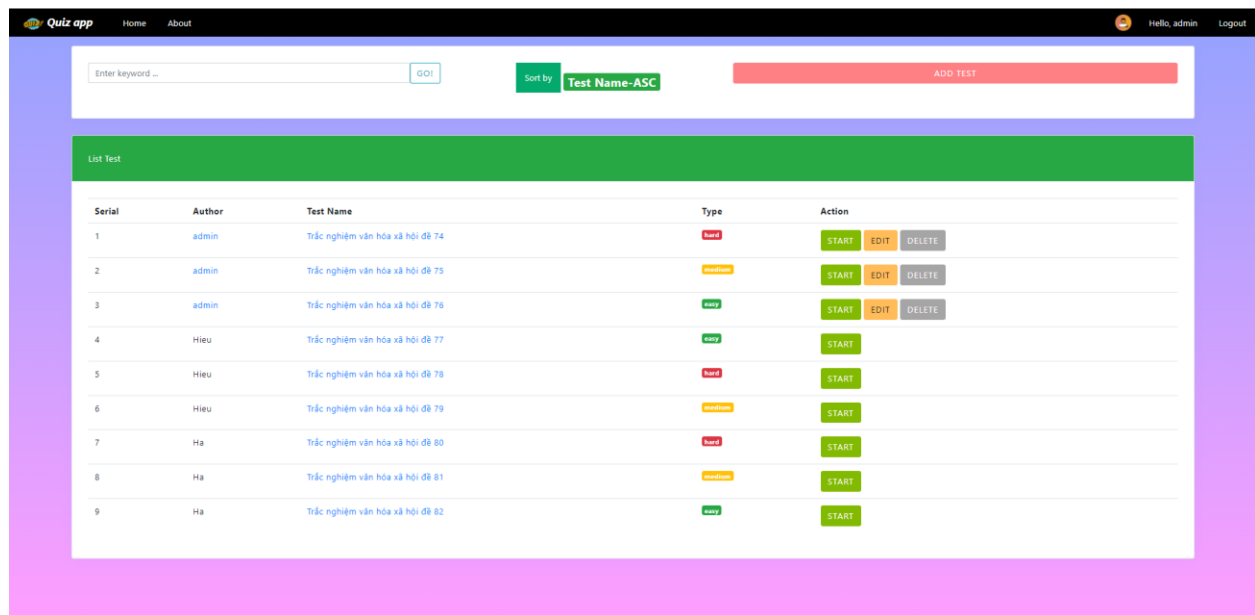 QUIZ Quiz app Home About Hello, admin Logout
Enter keyword ... GO! Sort by Test Name-ASC ADD TEST
List Test
Serial Author Test Name Type Action
1 admin Trắc nghiệm văn hóa xã hội đề 74 hard START EDIT DELETE
2 admin Trắc nghiệm văn hóa xã hội đề 75 medium START EDIT DELETE
3 admin Trắc nghiệm văn hóa xã hội đề 76 easy START EDIT DELETE
4 Hieu Trắc nghiệm văn hóa xã hội đề 77 easy START
5 Hieu Trắc nghiệm văn hóa xã hội đề 78 hard START
6 Hieu Trắc nghiệm văn hóa xã hội đề 79 medium START
7 Ha Trắc nghiệm văn hóa xã hội đề 80 hard START
8 Ha Trắc nghiệm văn hóa xã hội đề 81 medium START
9 Ha Trắc nghiệm văn hóa xã hội đề 82 easy START